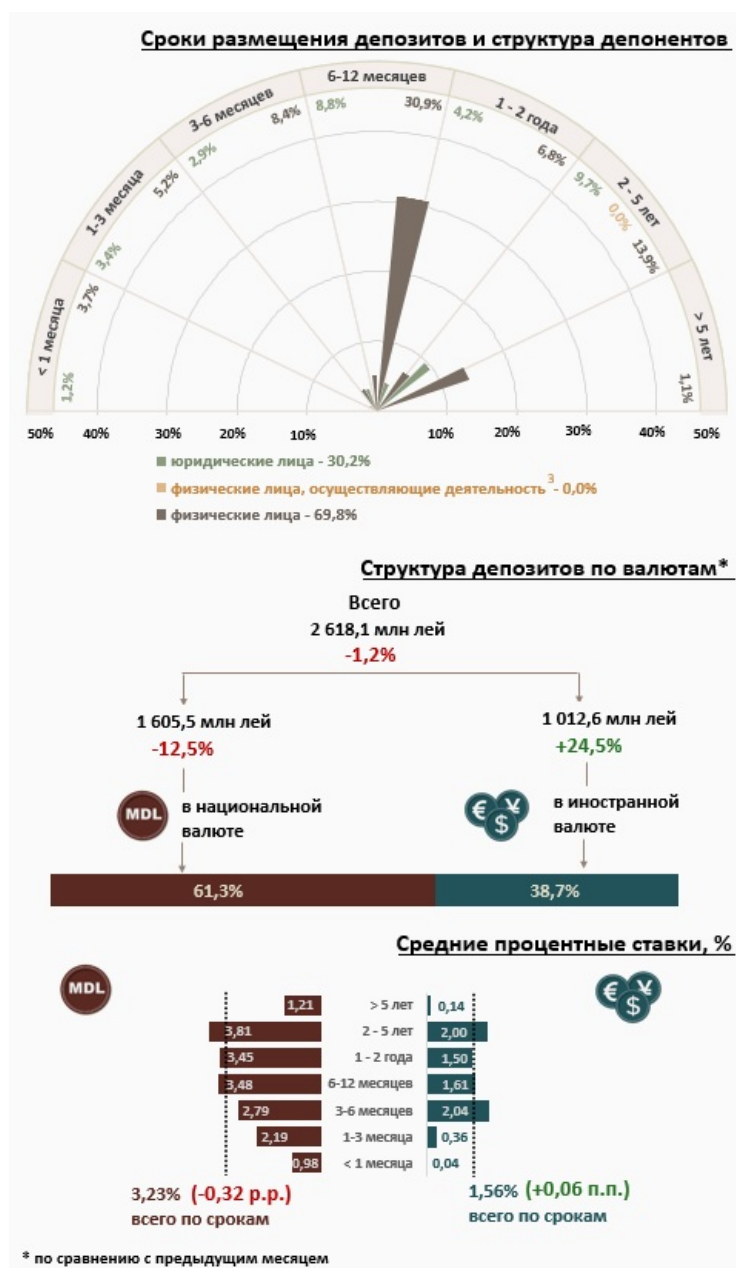 Сроки размещения депозитов и структура депонентов
< 1 месяца
1-3 месяца
3-6 месяцев
6-12 месяцев
1 - 2 года
2 - 5 лет
> 5 лет
1,2%
3,7%
3,4%
5,2%
2,9%
8,4%
8,8%
30,9%
4,2%
6,8%
9,7%
0,0%
13,9%
1,1%
50% 40% 30% 20% 10% 10% 20% 30% 40% 50%
юридические лица - 30,2%
физические лица, осуществляющие деятельность 3 - 0,0%
физические лица - 69,8%
Структура депозитов по валютам*
Всего
2 618,1 млн лей
-1,2%
1 605,5 млн лей
-12,5%
1 012,6 млн лей
+24,5%
MDL
в национальной
валюте
€ ¥ $
в иностранной
валюте
61,3% 38,7%
Средние процентные ставки, %
MDL
€ ¥ $
1,21 > 5 лет 0,14
3,81 2 - 5 лет 2,00
3,45 1 - 2 года 1,50
3,48 6-12 месяцев 1,61
2,79 3-6 месяцев 2,04
2,19 1-3 месяца 0,36
0,98 < 1 месяца 0,04
3,23% (-0,32 p.p.)
всего по срокам
1,56% (+0,06 п.п.)
всего по срокам
* по сравнению с предыдущим месяцем